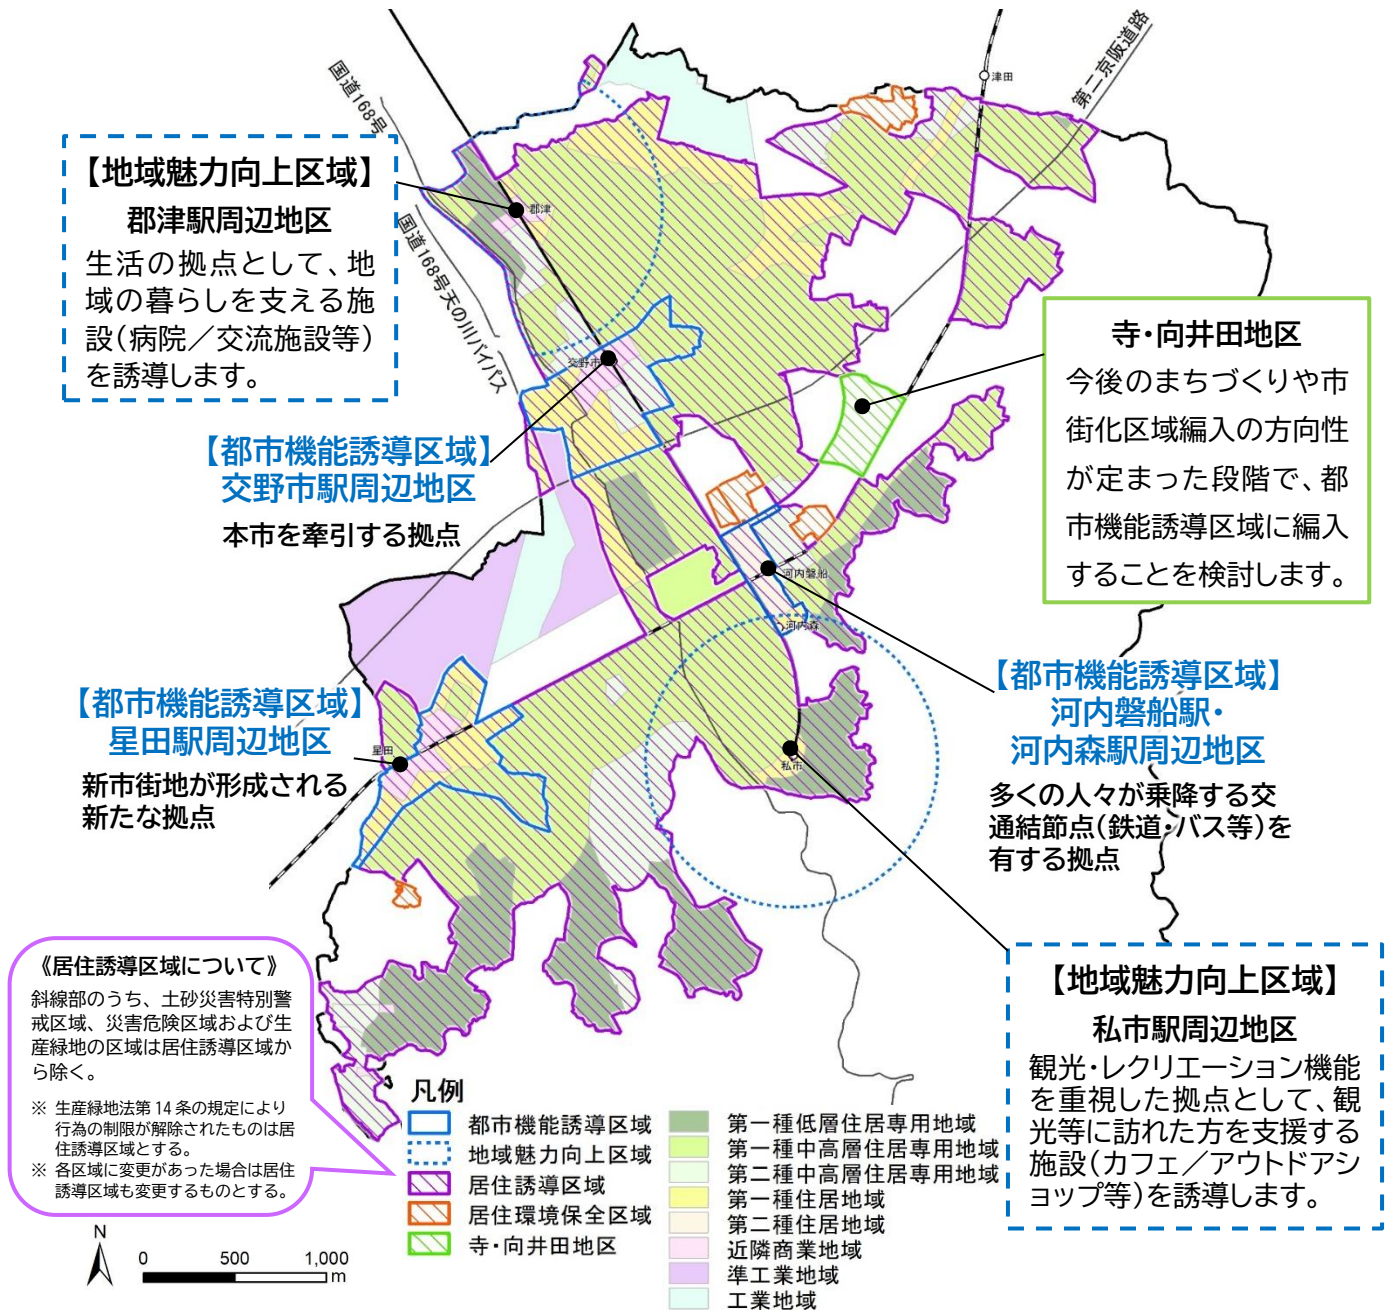 国道168号
津田
第二京阪道路
【地域魅力向上区域】
郡津駅周辺地区
生活の拠点として、地
域の暮らしを支える施
設(病院／交流施設等)
を誘導します。
郡津
国道168号天の川バイパス
交野市
寺・向井田地区
今後のまちづくりや市
街化区域編入の方向性
が定まった段階で、都
市機能誘導区域に編入
することを検討します。
【都市機能誘導区域】
交野市駅周辺地区
本市を牽引する拠点
河内磐船
河内森
【都市機能誘導区域】
星田駅周辺地区
新市街地が形成される
新たな拠点
星田
私市
【都市機能誘導区域】
河内磐船駅・
河内森駅周辺地区
多くの人々が乗降する交
通結節点(鉄道・バス等)を
有する拠点
《居住誘導区域について》
斜線部のうち、土砂災害特別警
戒区域、災害危険区域および生
産緑地の区域は居住誘導区域か
ら除く。
※ 生産緑地法第14条の規定により
行為の制限が解除されたものは居
住誘導区域とする。
※ 各区域に変更があった場合は居住
誘導区域も変更するものとする。
【地域魅力向上区域】
私市駅周辺地区
観光・レクリエーション機能
を重視した拠点として、観
光等に訪れた方を支援する
施設(カフェ／アウトドアシ
ョップ等)を誘導します。
凡例
都市機能誘導区域
地域魅力向上区域
居住誘導区域
居住環境保全区域
寺・向井田地区
第一種低層住居専用地域
第一種中高層住居専用地域
第二種中高層住居専用地域
第一種住居地域
第二種住居地域
近隣商業地域
準工業地域
工業地域
N
0 500 1,000
m